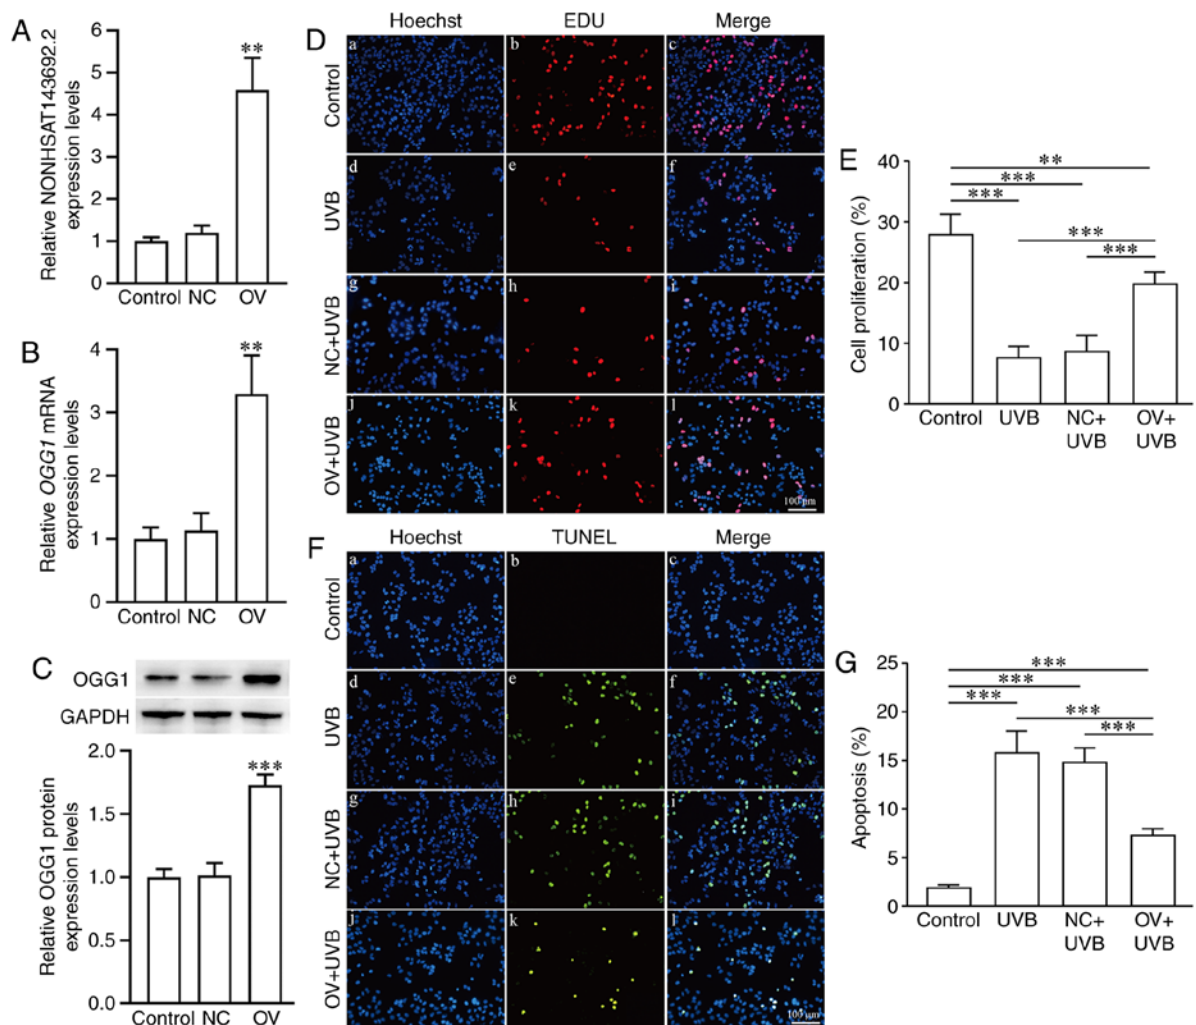 A
Relative NONHSAT143692.2
expression levels
6
5
4
3
2
1
0
**
Control NC OV
B
Relative OGG1 mRNA
expression levels
4
3
2
1
0
**
Control NC OV
C
OGG1
GAPDH
Relative OGG1 protein
expression levels
2.0
1.5
1.0
0.5
0.0
***
Control NC OV
D
Hoechst EDU Merge
Control
a b c
UVB
d e f
NC+UVB
g h i
OV+UVB
j k l
100 μm
E
Cell proliferation (%)
40
30
20
10
0
**
***
***
***
***
Control UVB NC+ OV+
UVB UVB
F
Hoechst TUNEL Merge
Control
a b c
UVB
d e f
NC+UVB
g h i
OV+UVB
j k l
100 μm
G
Apoptosis (%)
25
20
15
10
5
0
***
***
***
***
***
Control UVB NC+ OV+
UVB UVB